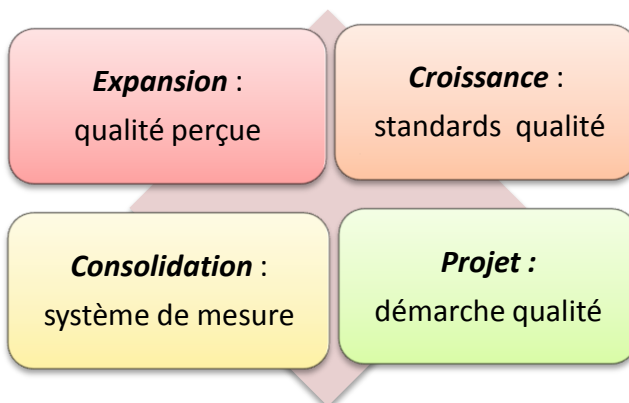 Expansion :
qualité perçue
Croissance :
standards qualité
Consolidation :
système de mesure
Projet :
démarche qualité